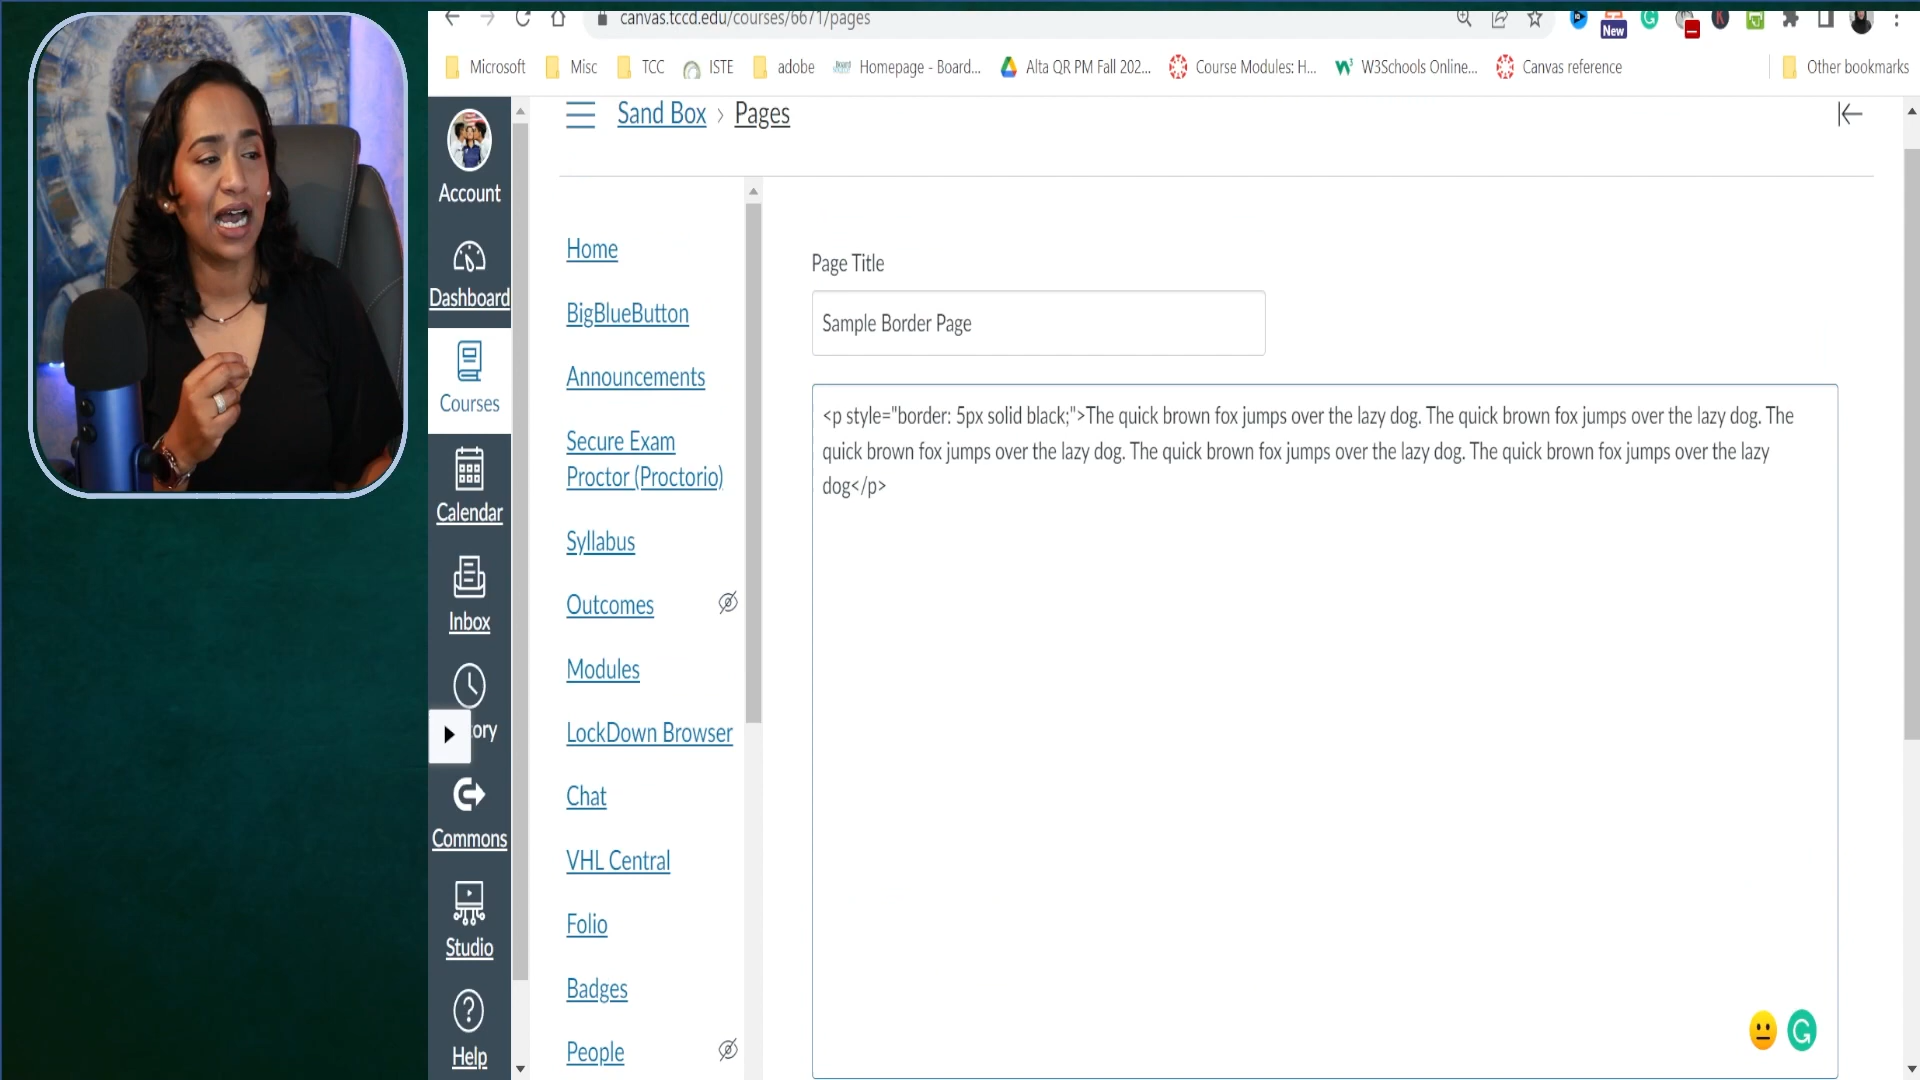 canvas.tccd.edu/courses/6671/pages
New
Microsoft
Misc
TCC
ISTE
adobe
Homepage - Board...
Alta QR PM Fall 202...
Course Modules: H...
W3Schools Online...
Canvas reference
Other bookmarks
Account
Dashboard
Courses
Calendar
Inbox
ory
Commons
Studio
Help
Sand Box › Pages
Home
BigBlueButton
Announcements
Secure Exam
Proctor (Proctorio)
Syllabus
Outcomes
Modules
LockDown Browser
Chat
VHL Central
Folio
Badges
People
Page Title
Sample Border Page
<p style="border: 5px solid black;">The quick brown fox jumps over the lazy dog. The quick brown fox jumps over the lazy dog. The
quick brown fox jumps over the lazy dog. The quick brown fox jumps over the lazy dog. The quick brown fox jumps over the lazy
dog</p>